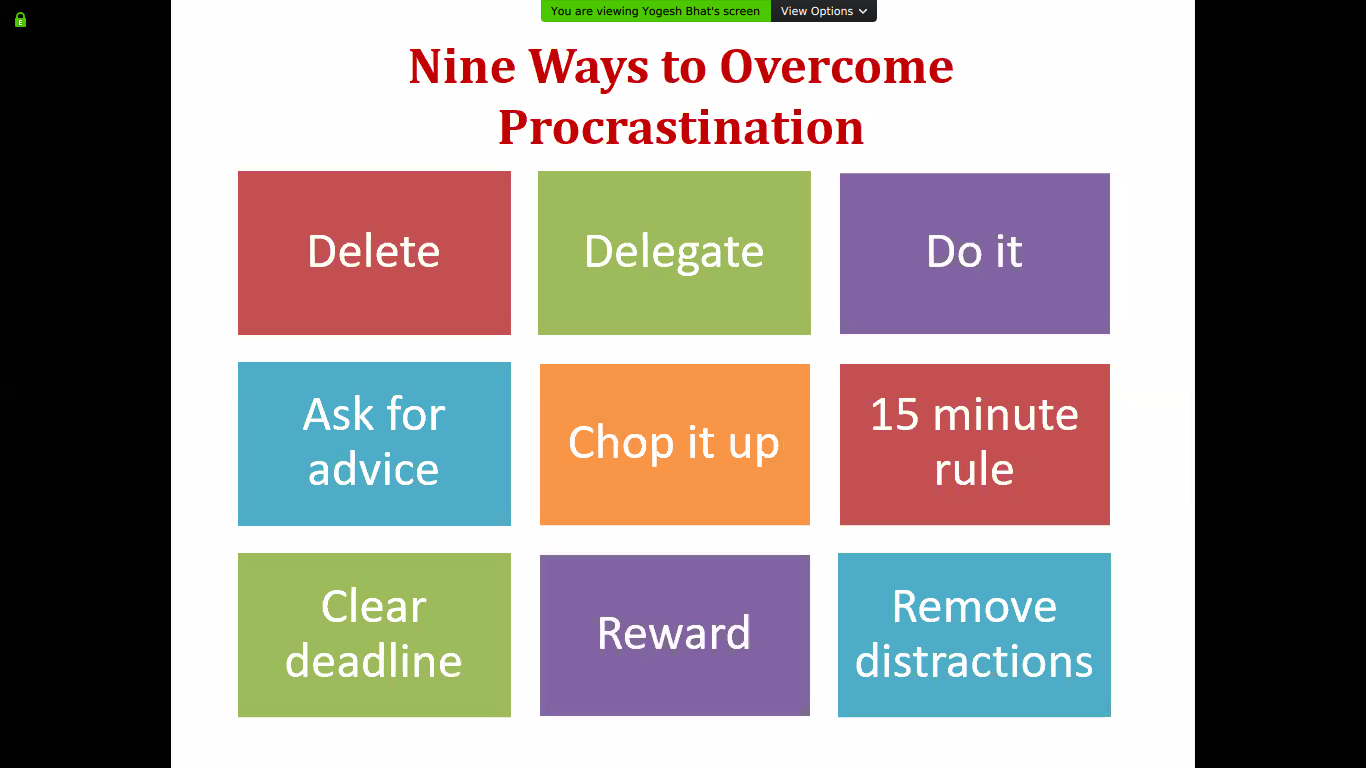 You are viewing Yogesh Bhat's screen
View Options
Nine Ways to Overcome
Procrastination
Delete
Delegate
Do it
Ask for
advice
Chop it up
15 minute
rule
Clear
deadline
Reward
Remove
distractions